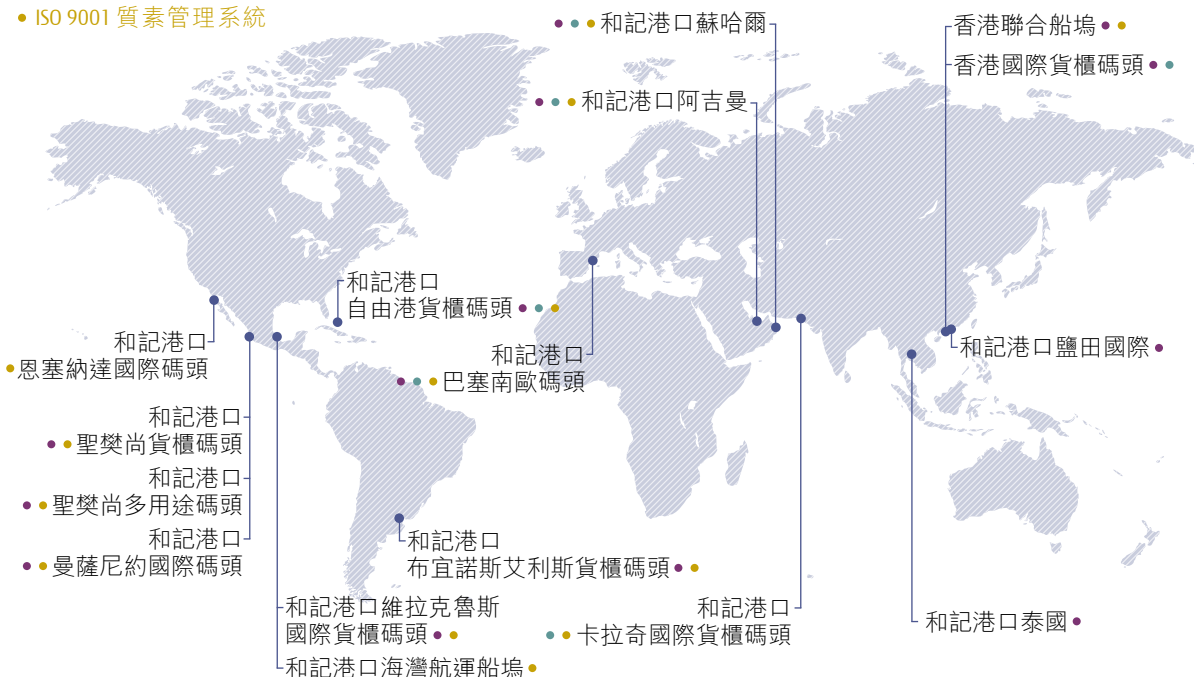 • ISO 9001 質素管理系統
和記港口蘇哈爾
和記港口阿吉曼
香港聯合船塢
香港國際貨櫃碼頭
和記港口
自由港貨櫃碼頭
和記港口
恩塞納達國際碼頭
和記港口
巴塞南歐碼頭
和記港口鹽田國際
和記港口
聖樊尚貨櫃碼頭
和記港口
聖樊尚多用途碼頭
和記港口
曼薩尼約國際碼頭
和記港口
布宜諾斯艾利斯貨櫃碼頭
和記港口維拉克魯斯
國際貨櫃碼頭
和記港口海灣航運船塢
和記港口
卡拉奇國際貨櫃碼頭
和記港口泰國